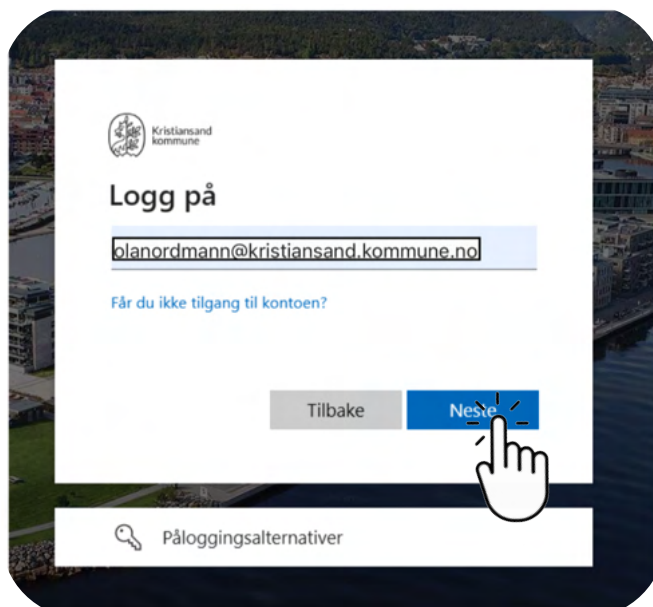 Kristiansand
kommune
Logg på
olanordmann@kristiansand.kommune.no
Får du ikke tilgang til kontoen?
Tilbake
Neste
Påloggingsalternativer